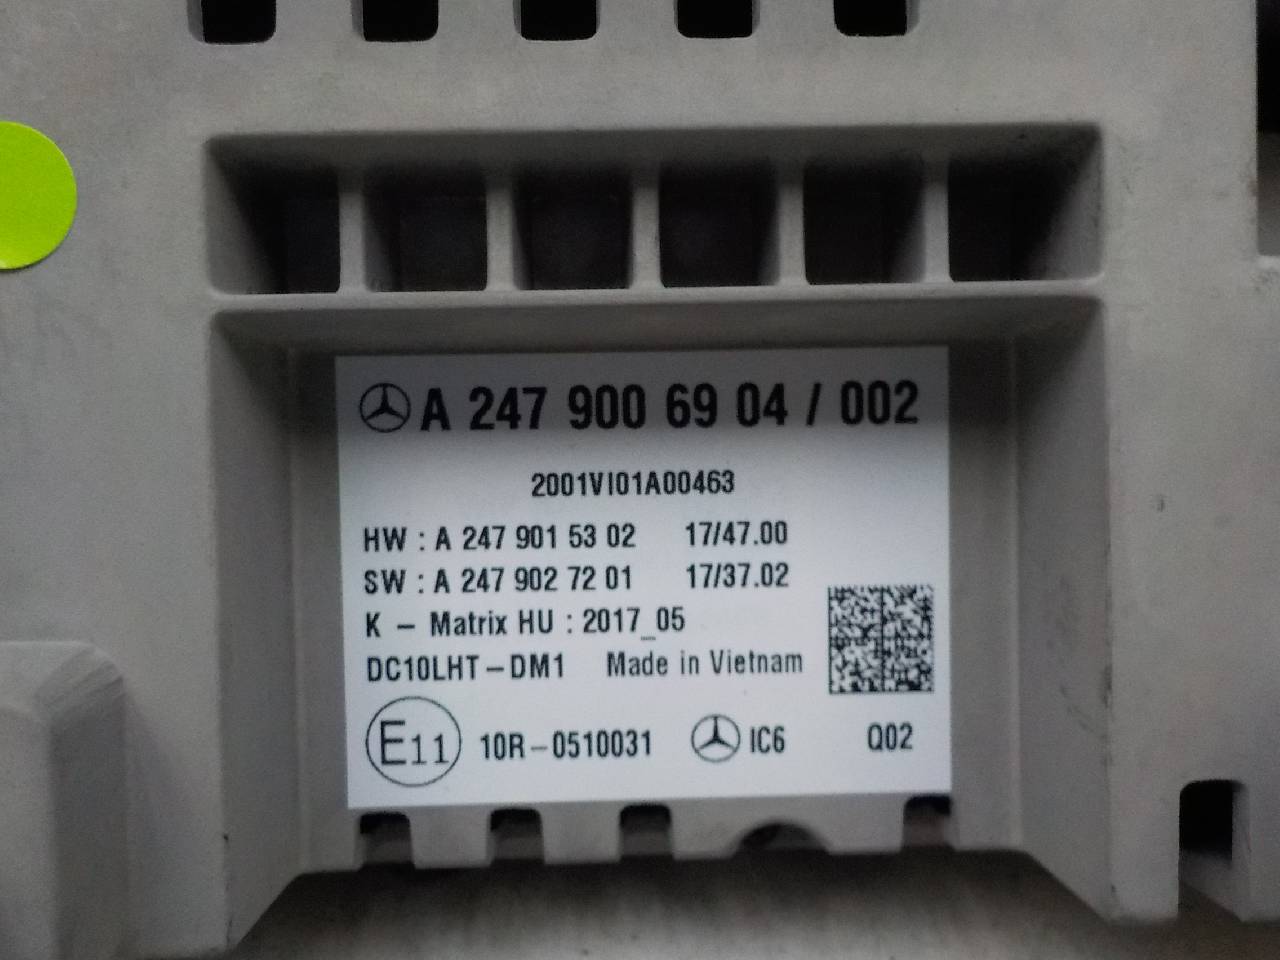 A 247 900 69 04 / 002
2001VI01A00463
HW : A 247 901 53 02 17/47.00
SW : A 247 902 72 01 17/37.02
K – Matrix HU : 2017_05
DC10LHT – DM1 Made in Vietnam
E11 10R – 0510031 IC6 Q02